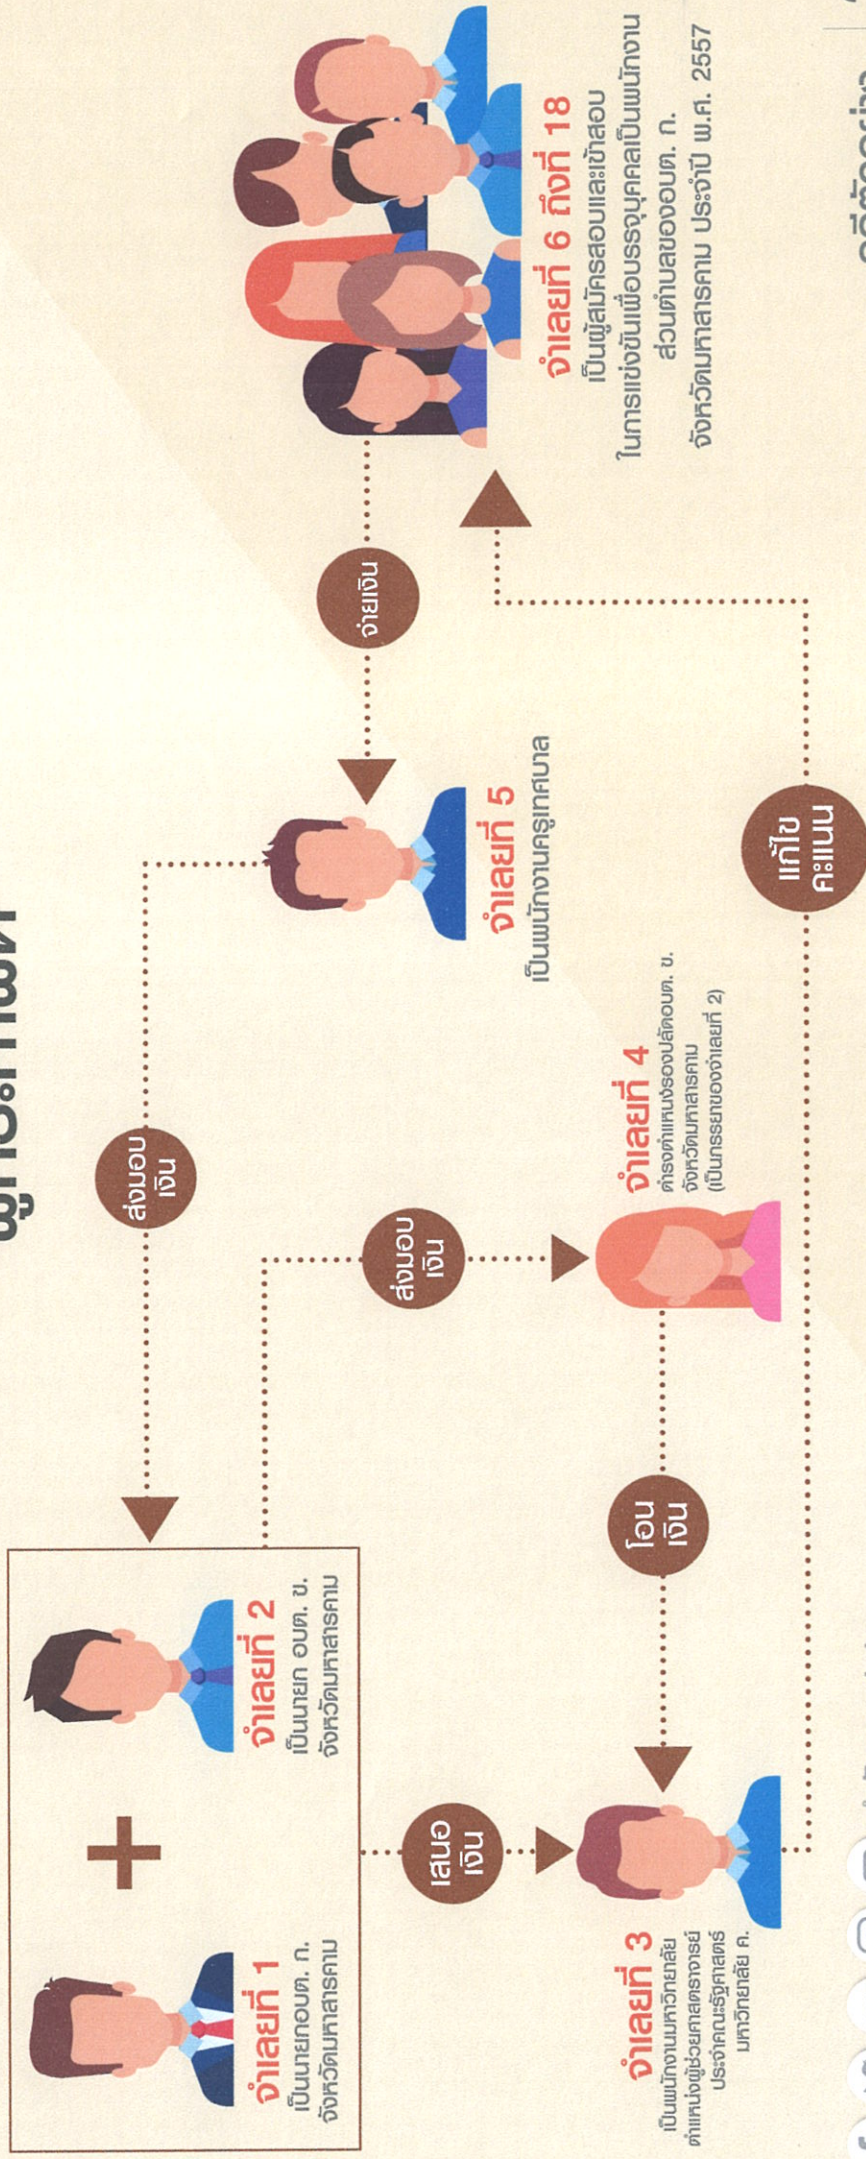 จำเลยที่ 1
เป็นนายกอบต. ก.
จังหวัดมหาสารคาม
จำเลยที่ 2
เป็นนายก อบต. ข.
จังหวัดมหาสารคาม
ส่งมอบ
เงิน
ส่งมอบ
เงิน
เสนอ
เงิน
จำเลยที่ 3
เป็นพนักงานมหาวิทยาลัย
ตำแหน่งผู้ช่วยศาสตราจารย์
ประจำคณะรัฐศาสตร์
มหาวิทยาลัย ค.
โอน
เงิน
จำเลยที่ 4
ดำรงตำแหน่งรองปลัดอบต. ข.
จังหวัดมหาสารคาม
(เป็นภรรยาของจำเลยที่ 2)
จำเลยที่ 5
เป็นพนักงานครูเทศบาล
จ่ายเงิน
แก้ไข
คะแนน
จำเลยที่ 6 ถึงที่ 18
เป็นผู้สมัครสอบและเข้าสอบ
ในการแข่งขันเพื่อบรรจุบุคคลเป็นพนักงาน
ส่วนตำบลของอบต. ก.
จังหวัดมหาสารคาม ประจำปี พ.ศ. 2557